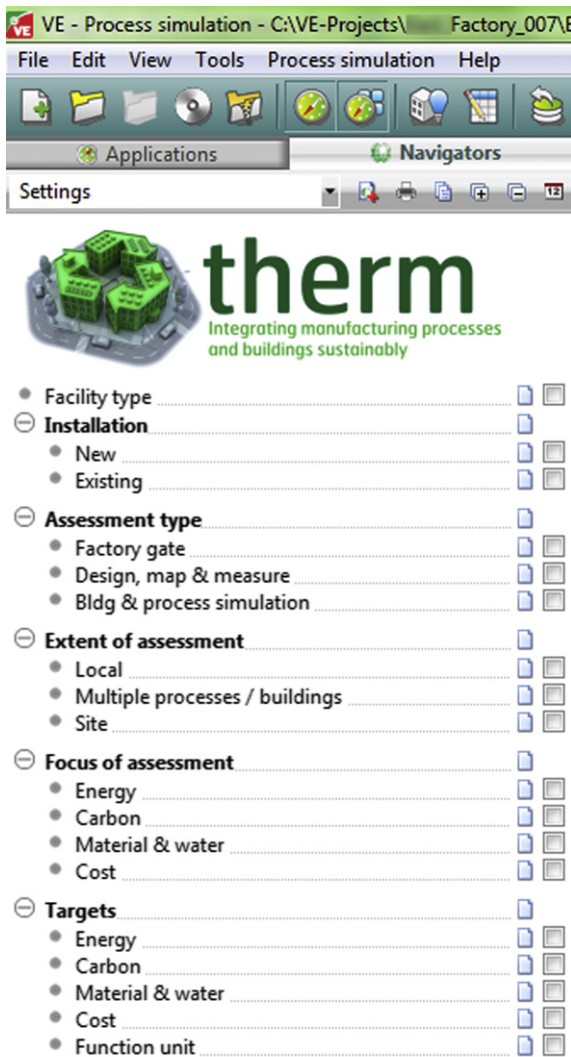 VE - Process simulation - C:\VE-Projects\ Factory_007\
File Edit View Tools Process simulation Help
Applications Navigators
Settings 12
therm
Integrating manufacturing processes
and buildings sustainably
Facility type
Installation
New
Existing
Assessment type
Factory gate
Design, map & measure
Bldg & process simulation
Extent of assessment
Local
Multiple processes / buildings
Site
Focus of assessment
Energy
Carbon
Material & water
Cost
Targets
Energy
Carbon
Material & water
Cost
Function unit